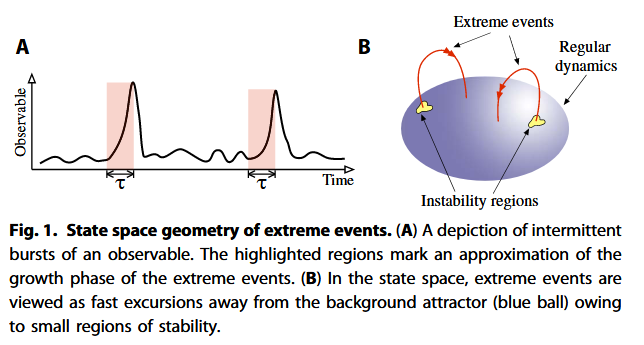 A
Observable
τ
τ
Time
B
Extreme events
Regular
dynamics
Instability regions
Fig. 1. State space geometry of extreme events. (A) A depiction of intermittent
bursts of an observable. The highlighted regions mark an approximation of the
growth phase of the extreme events. (B) In the state space, extreme events are
viewed as fast excursions away from the background attractor (blue ball) owing
to small regions of stability.